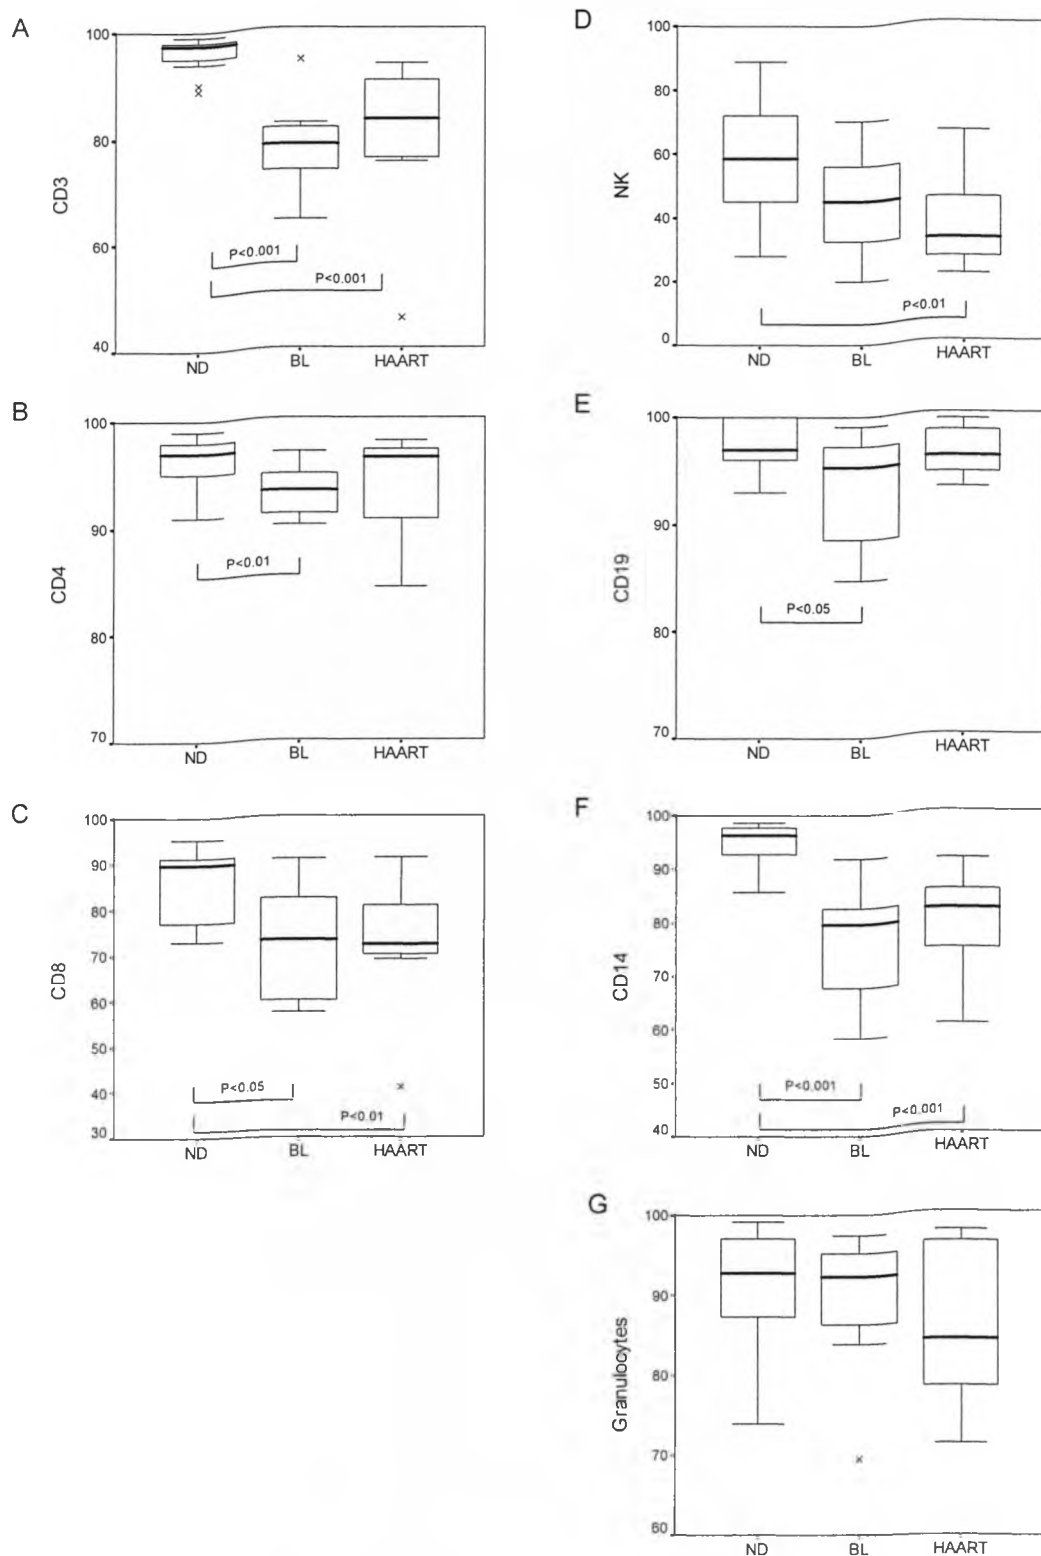 A
100
80
60
40
CD3
P<0.001
P<0.001
ND BL HAART
B
100
90
80
70
CD4
P<0.01
ND BL HAART
C
100
90
80
70
60
50
40
30
CD8
P<0.05
P<0.01
ND BL HAART
D
100
80
60
40
20
0
NK
P<0.01
ND BL HAART
E
100
90
80
70
CD19
P<0.05
ND BL HAART
F
100
90
80
70
60
50
40
CD14
P<0.001
P<0.001
ND BL HAART
G
100
90
80
70
60
Granulocytes
ND BL HAART